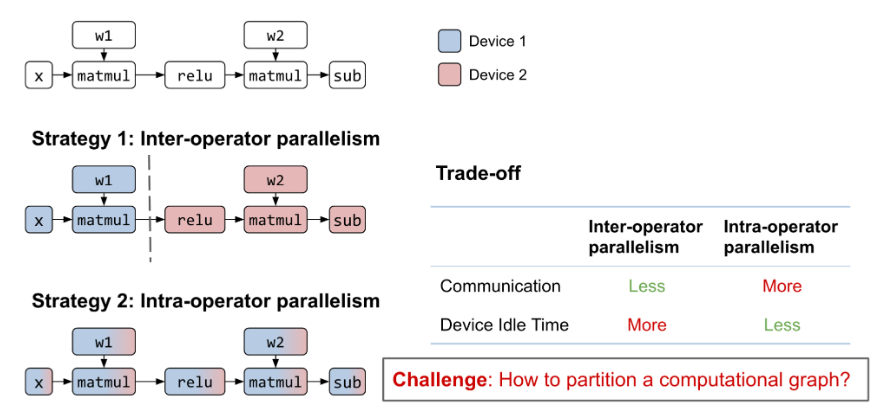 w1
w2
x
matmul
relu
matmul
sub
Device 1
Device 2
Strategy 1: Inter-operator parallelism
w1
w2
x
matmul
relu
matmul
sub
Strategy 2: Intra-operator parallelism
w1
w2
x
matmul
relu
matmul
sub
Trade-off
Inter-operator parallelism
Intra-operator parallelism
Communication
Less
More
Device Idle Time
More
Less
Challenge: How to partition a computational graph?